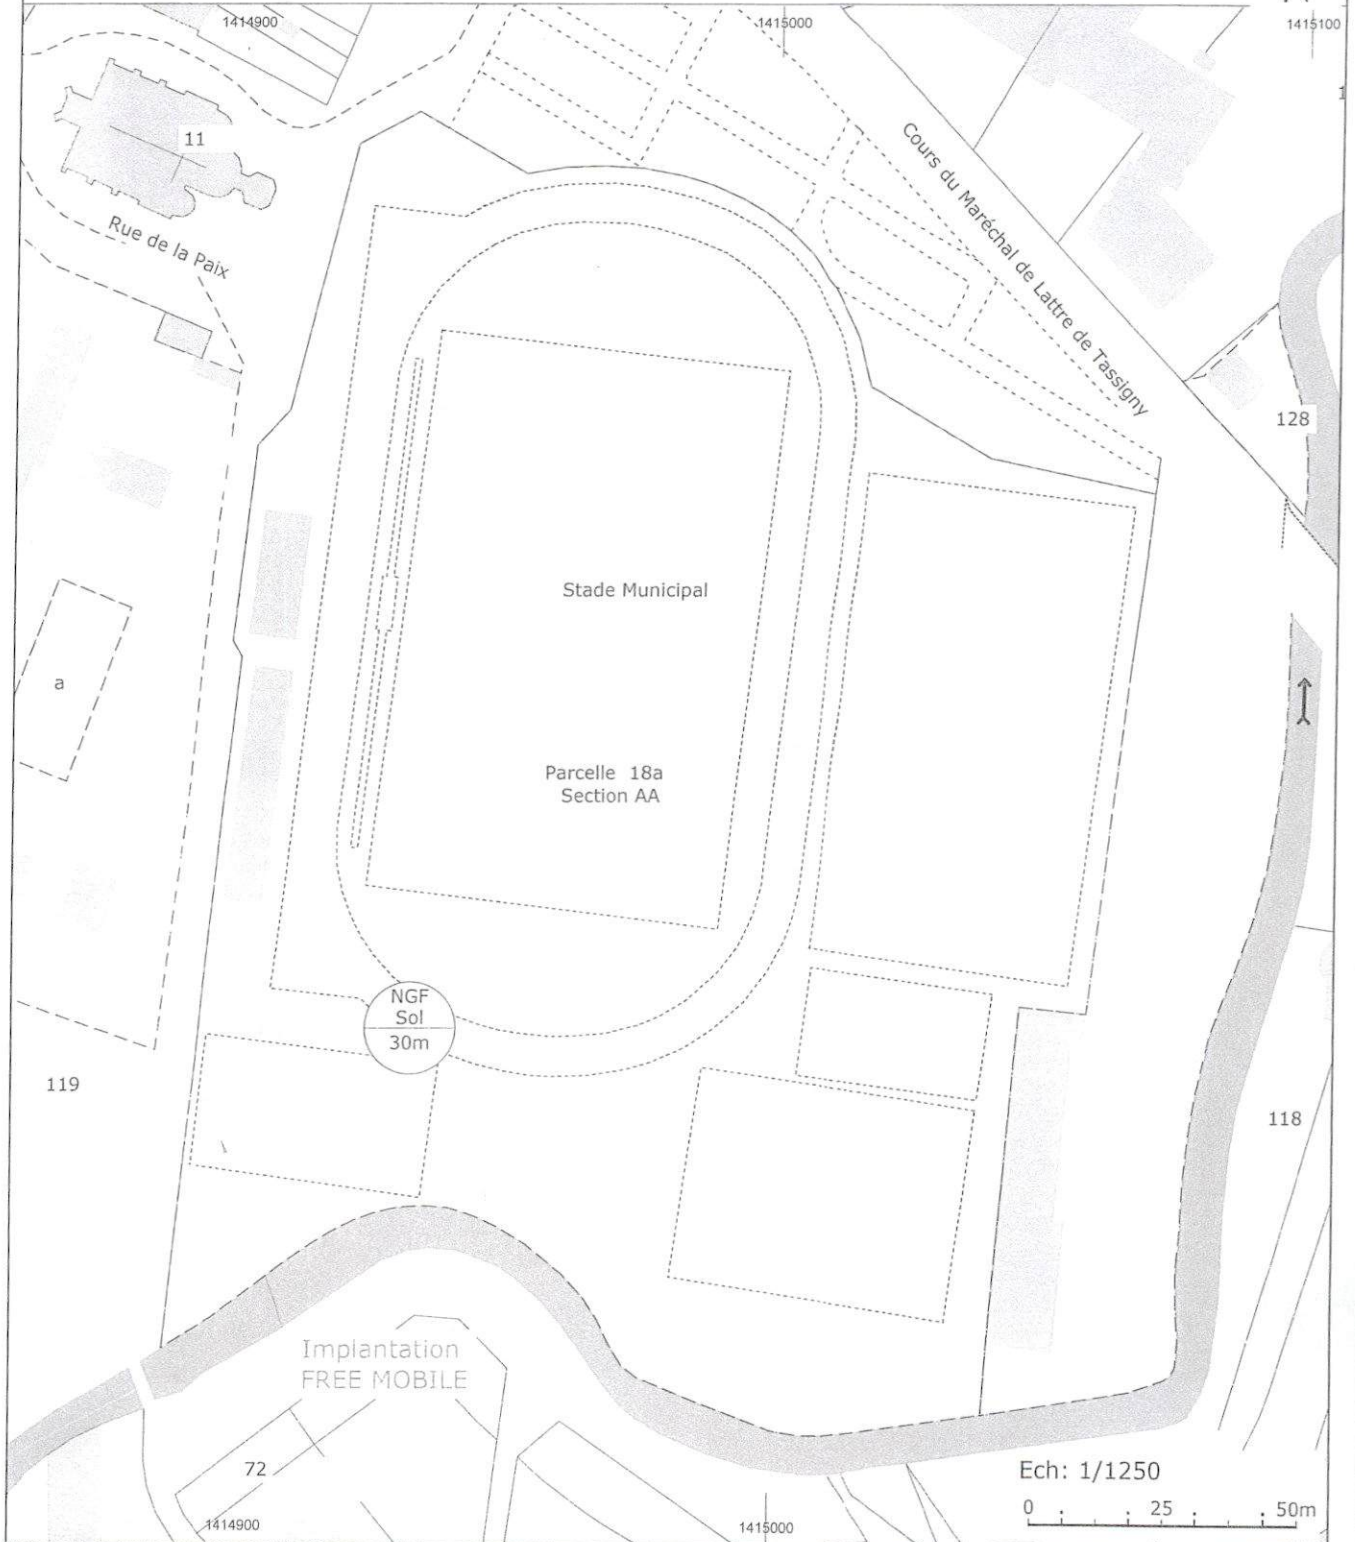 1414900
1415000
1415100
11
Cours du Maréchal de Lattre de Tassigny
Rue de la Paix
128
Stade Municipal
a
Parcelle 18a
Section AA
NGF
Sol
30m
119
118
Implantation
FREE MOBILE
72
Ech: 1/1250
0
25
50m
1414900
1415000